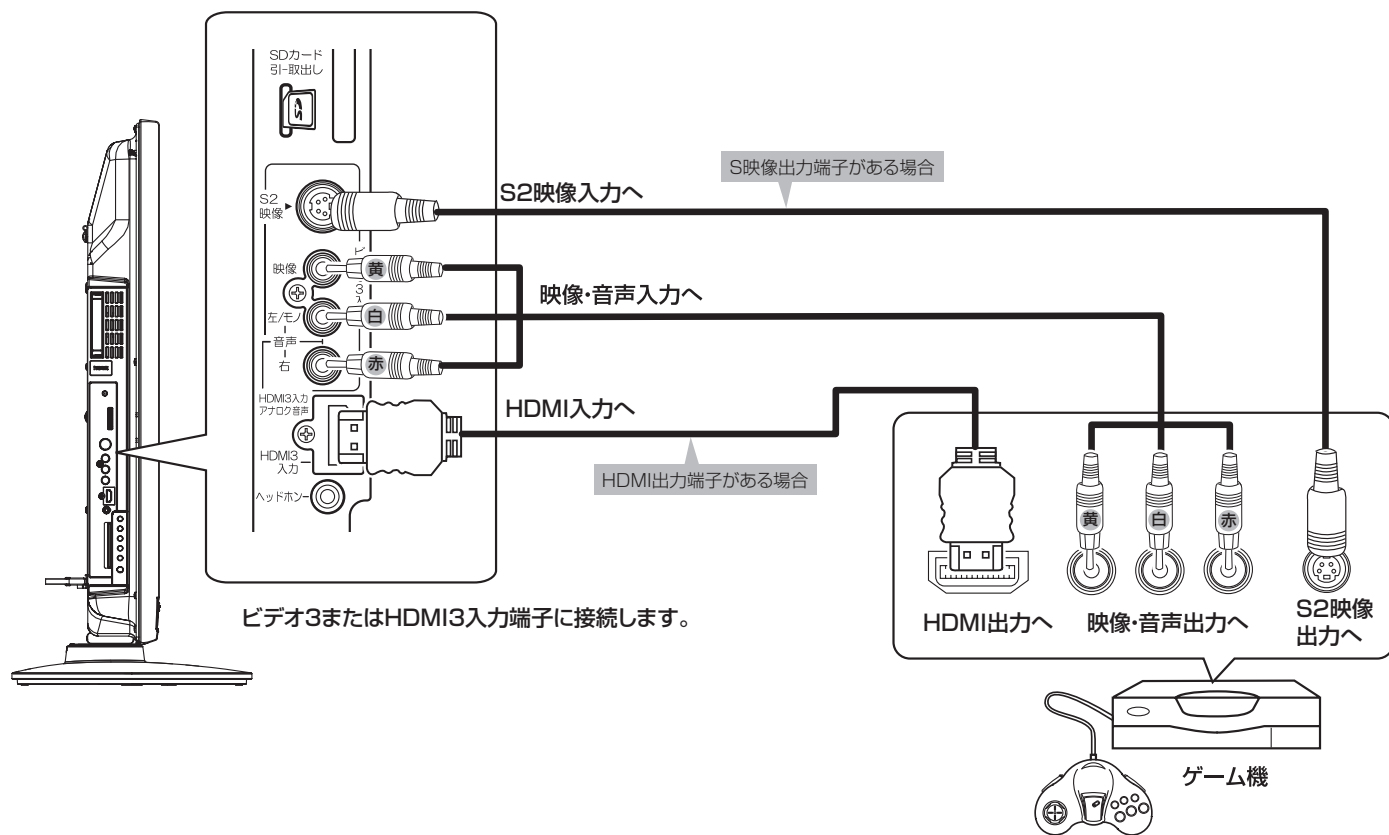 SDカード
引-取出し
S2
映像
映像
左/モノ
音声
右
HDMI3入力
アナログ音声
HDMI3
入力
ヘッドホン
黄
白
赤
S2映像入力へ
S映像出力端子がある場合
映像・音声入力へ
HDMI入力へ
HDMI出力端子がある場合
ビデオ3またはHDMI3入力端子に接続します。
黄
白
赤
HDMI出力へ
映像・音声出力へ
S2映像
出力へ
ゲーム機